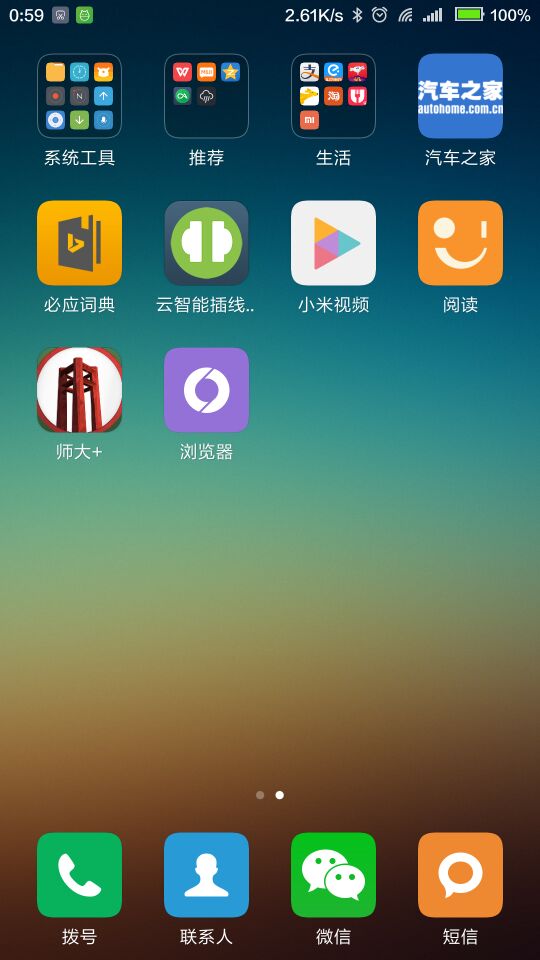 0:59 2.61K/s 100%
系统工具 推荐 生活 汽车之家
汽车之家
autohome.com.cn
必应词典 云智能插线.. 小米视频 阅读
师大+ 浏览器
拨号 联系人 微信 短信